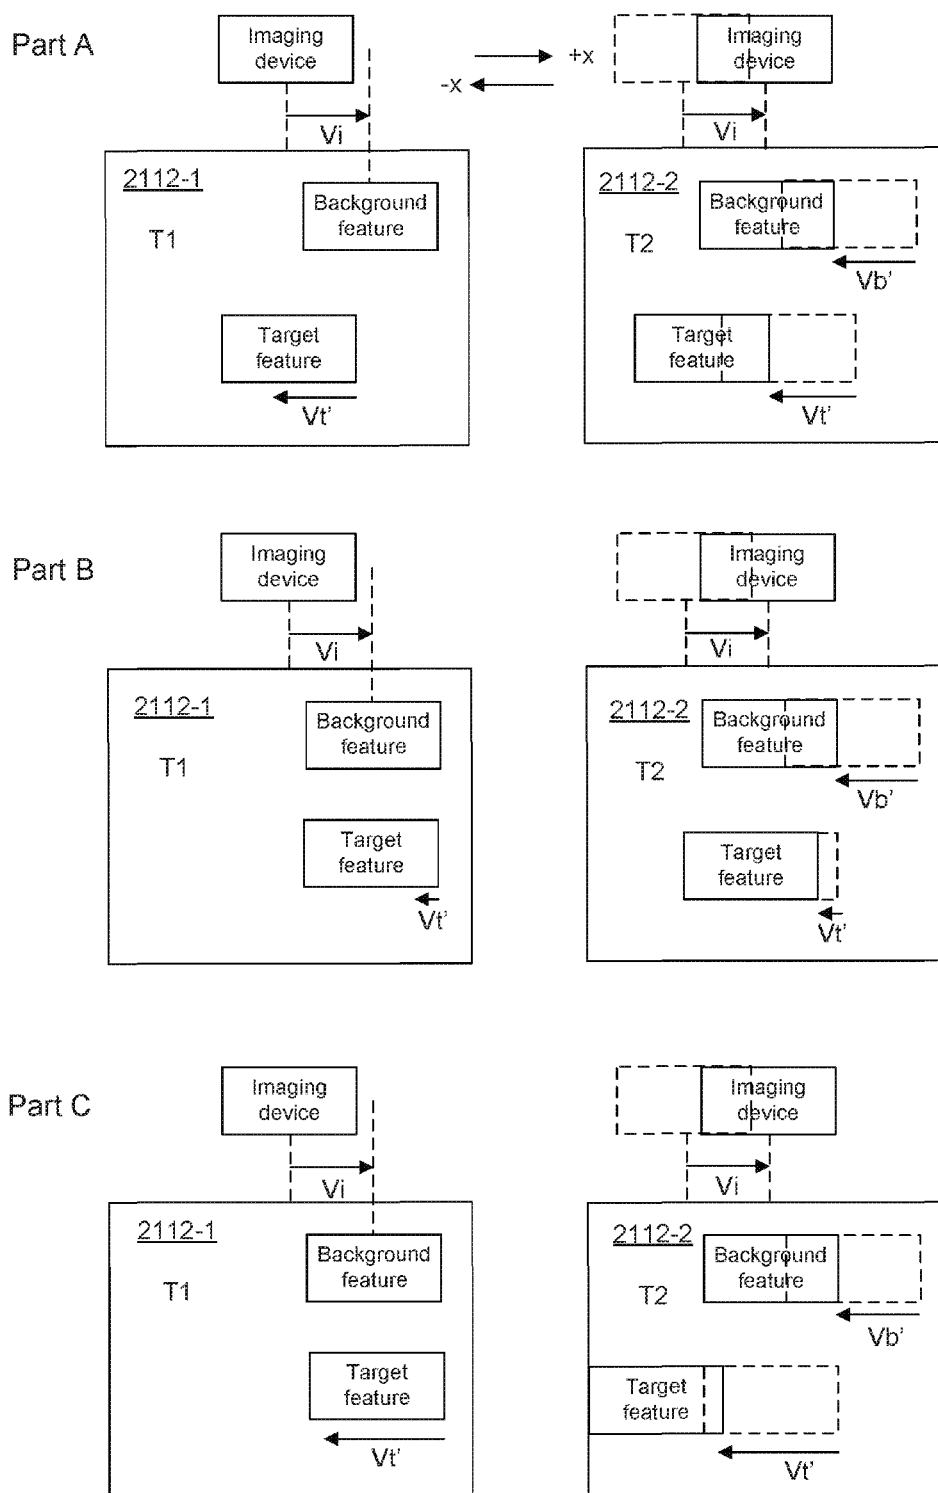 Part A
Imaging
device
+x
-x
Imaging
device
Vi
Vi
2112-1
T1
Background
feature
Target
feature
Vt'
2112-2
T2
Background
feature
Vb'
Target
feature
Vt'
Part B
Imaging
device
Vi
Imaging
device
Vi
2112-1
T1
Background
feature
Target
feature
Vt'
2112-2
T2
Background
feature
Vb'
Target
feature
Vt'
Part C
Imaging
device
Vi
Imaging
device
Vi
2112-1
T1
Background
feature
Target
feature
Vt'
2112-2
T2
Background
feature
Vb'
Target
feature
Vt'